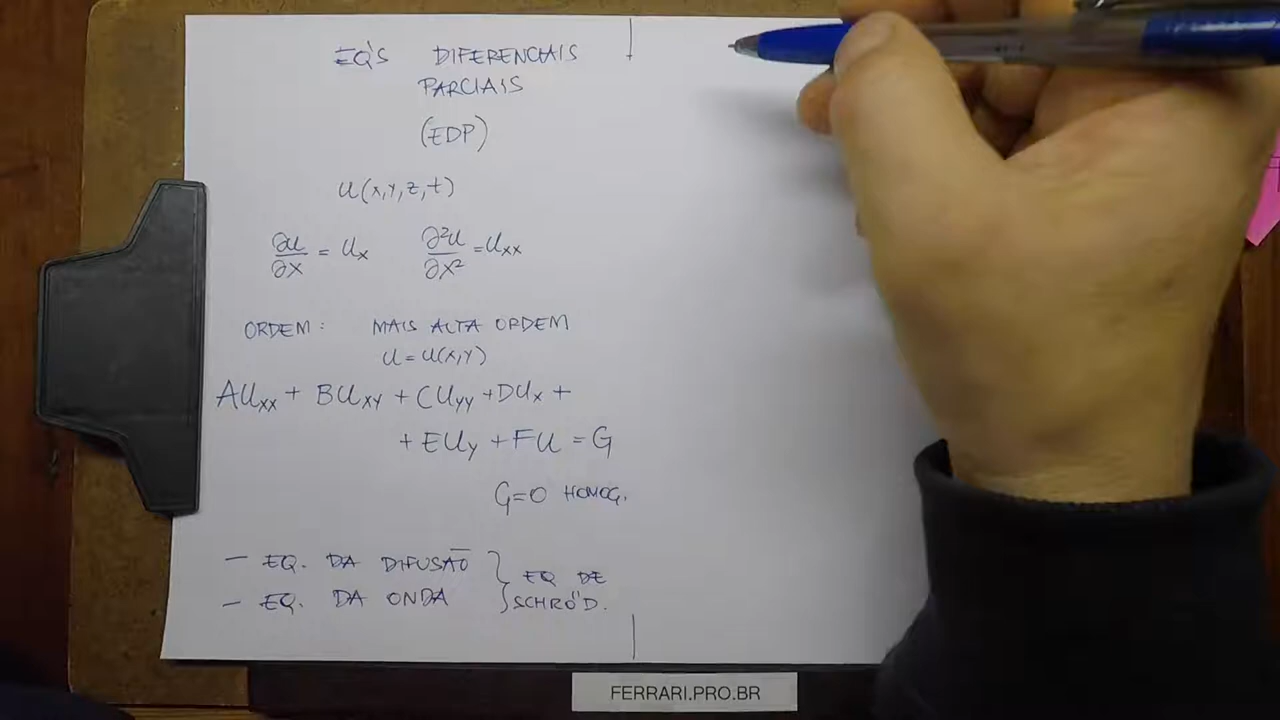 EQ'S DIFERENCIAIS
PARCIAIS
(EDP)
U(x,y,z,t)
∂U/∂x = Ux ∂²U/∂x² = Uxx
ORDEM: MAIS ALTA ORDEM
U = U(x,y)
AUxx + BUxy + CUyy + DUx +
+ EUy + FU = G
G=0 HOMOG.
- EQ. DA DIFUSÃO
- EQ. DA ONDA
EQ DE
SCHRÖD.
FERRARI.PRO.BR